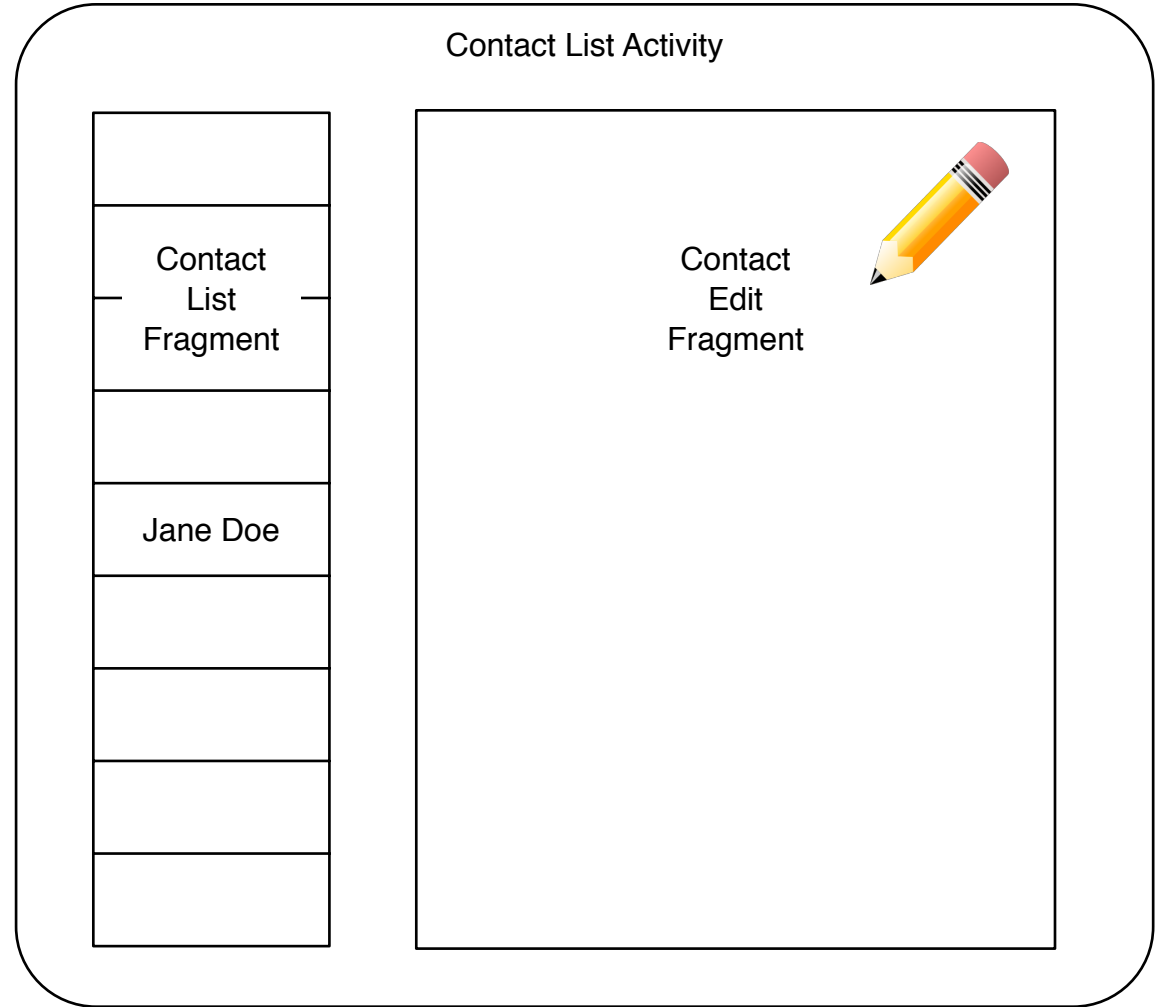 Contact List Activity
Contact
List
Fragment
Jane Doe
Contact
Edit
Fragment